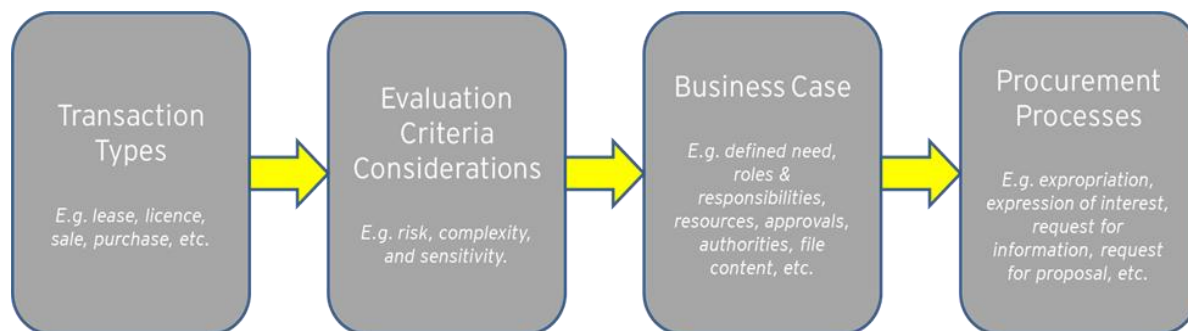 Transaction
Types
E.g. lease, licence,
sale, purchase, etc.
Evaluation
Criteria
Considerations
E.g. risk, complexity,
and sensitivity.
Business Case
E.g. defined need,
roles &
responsibilities,
resources, approvals,
authorities, file
content, etc.
Procurement
Processes
E.g. expropriation,
expression of interest,
request for
information, request
for proposal, etc.